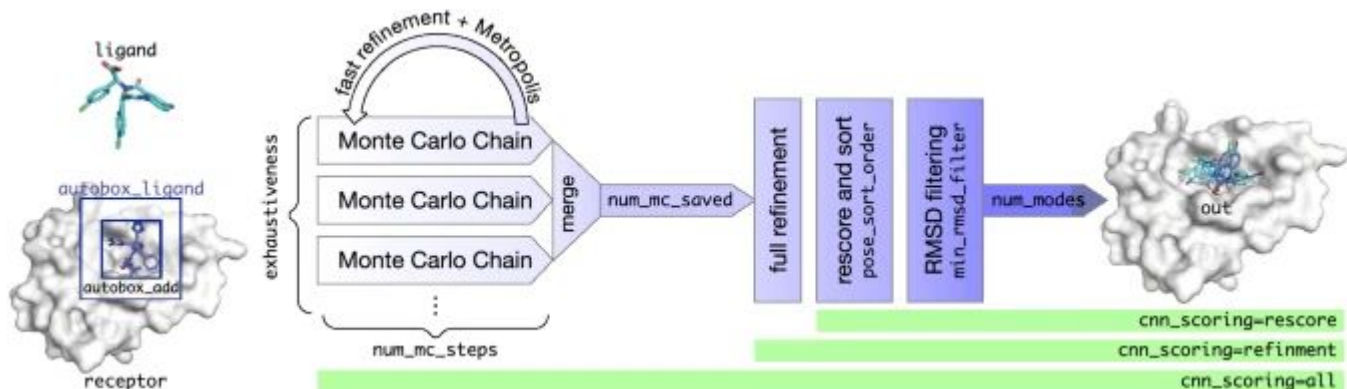 ligand
autobox_ligand
autobox_add
receptor
exhaustiveness
fast refinement + Metropolis
Monte Carlo Chain
Monte Carlo Chain
Monte Carlo Chain
⋮
num_mc_steps
merge
num_mc_saved
full refinement
rescore and sort
pose_sort_order
RMSD filtering
min_rmsd_filter
num_modes
out
cnn_scoring=rescore
cnn_scoring=refinment
cnn_scoring=all